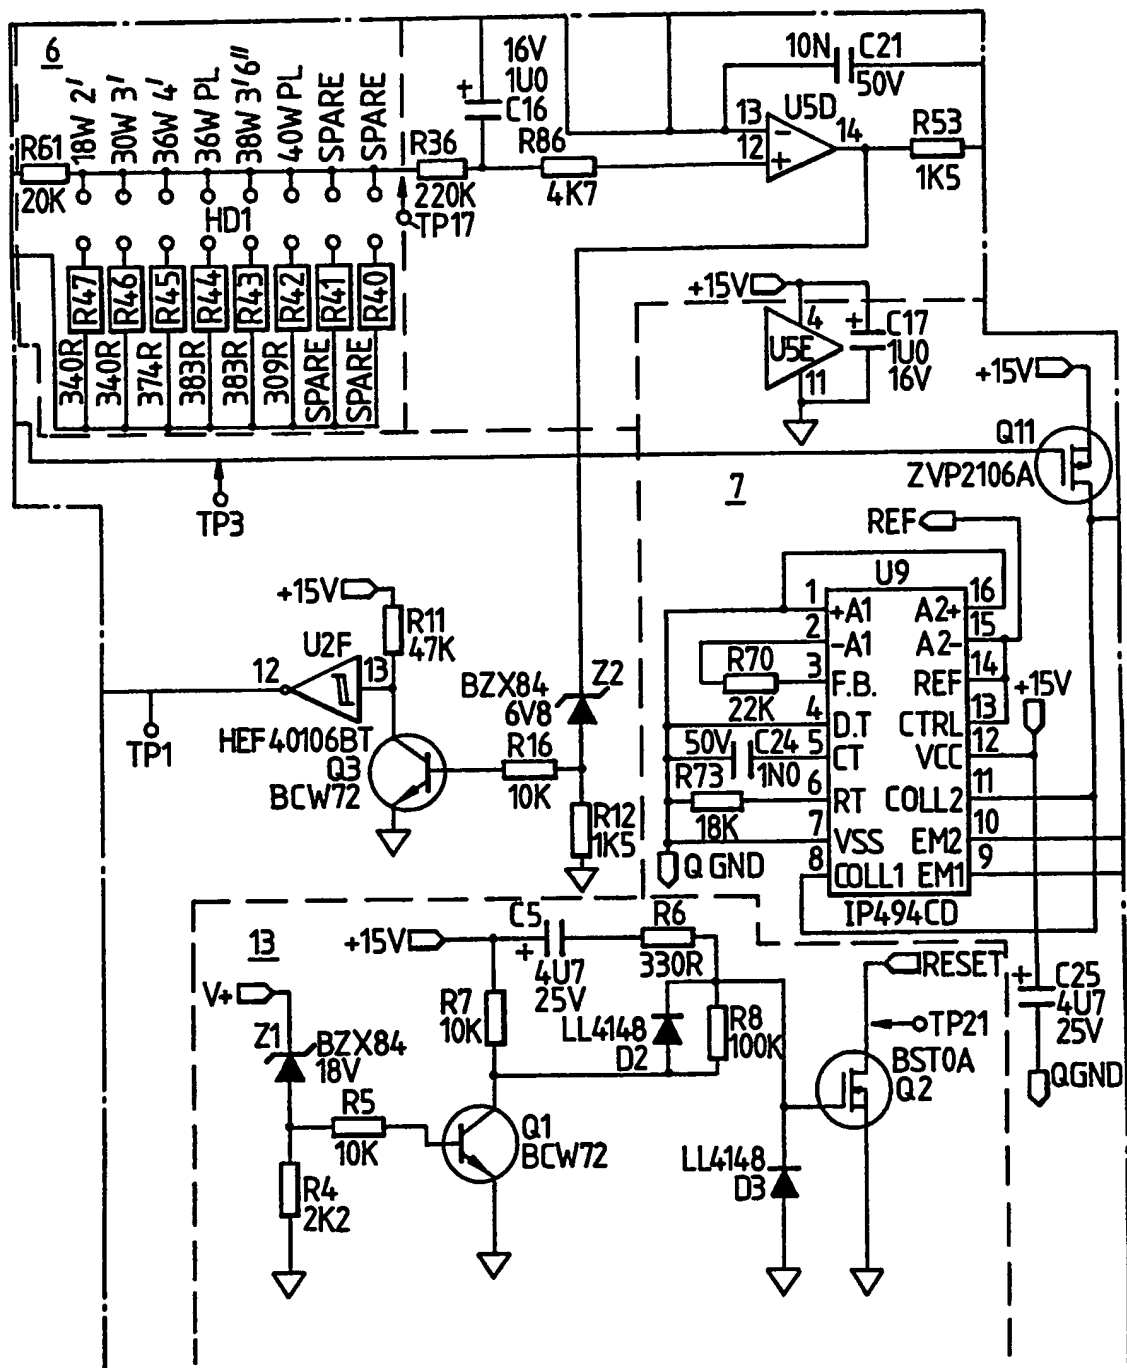 6
18W 2'
30W 3'
36W 4'
36W PL
38W 3'6"
40W PL
SPARE
SPARE
R61
20K
HD1
R47
R46
R45
R44
R43
R42
R41
R40
340R
340R
374R
383R
383R
309R
SPARE
SPARE
16V
1U0
+
C16
R36
220K
TP17
R86
4K7
10N
C21
50V
U5D
13
-
12
+
14
R53
1K5
+15V
4
U5E
11
+
C17
1U0
16V
+15V
Q11
ZVP2106A
TP3
7
REF
U9
1
+A1
2
-A1
3
F.B.
4
D.T
5
CT
6
RT
7
VSS
8
COLL1
16
A2+
15
A2-
14
REF
13
CTRL
12
VCC
11
COLL2
10
EM2
9
EM1
IP494CD
R70
22K
50V
C24
1N0
R73
18K
Q GND
+15V
+15V
R11
47K
U2F
12
13
HEF40106BT
TP1
Q3
BCW72
BZX84
6V8
Z2
R16
10K
R12
1K5
13
V+
Z1
BZX84
18V
R5
10K
R4
2K2
+15V
R7
10K
C5
+
4U7
25V
R6
330R
LL4148
D2
R8
100K
Q1
BCW72
LL4148
D3
RESET
TP21
BST0A
Q2
+
C25
4U7
25V
QGND